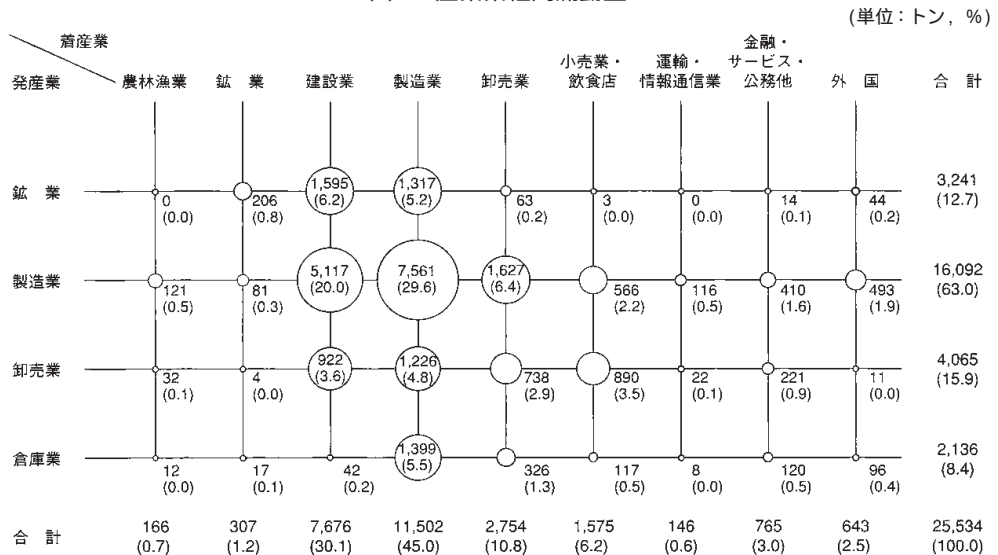 (単位：トン，％)
着産業
金融・
小売業・ 運輸・ サービス・
発産業 農林漁業 鉱 業 建設業 製造業 卸売業 飲食店 情報通信業 公務他 外 国 合 計
鉱 業 0 206 1,595 1,317 63 3 0 14 44 3,241
(0.0) (0.8) (6.2) (5.2) (0.2) (0.0) (0.0) (0.1) (0.2) (12.7)
製造業 121 81 5,117 7,561 1,627 566 116 410 493 16,092
(0.5) (0.3) (20.0) (29.6) (6.4) (2.2) (0.5) (1.6) (1.9) (63.0)
卸売業 32 4 922 1,226 738 890 22 221 11 4,065
(0.1) (0.0) (3.6) (4.8) (2.9) (3.5) (0.1) (0.9) (0.0) (15.9)
倉庫業 12 17 42 1,399 326 117 8 120 96 2,136
(0.0) (0.1) (0.2) (5.5) (1.3) (0.5) (0.0) (0.5) (0.4) (8.4)
合 計 166 307 7,676 11,502 2,754 1,575 146 765 643 25,534
(0.7) (1.2) (30.1) (45.0) (10.8) (6.2) (0.6) (3.0) (2.5) (100.0)